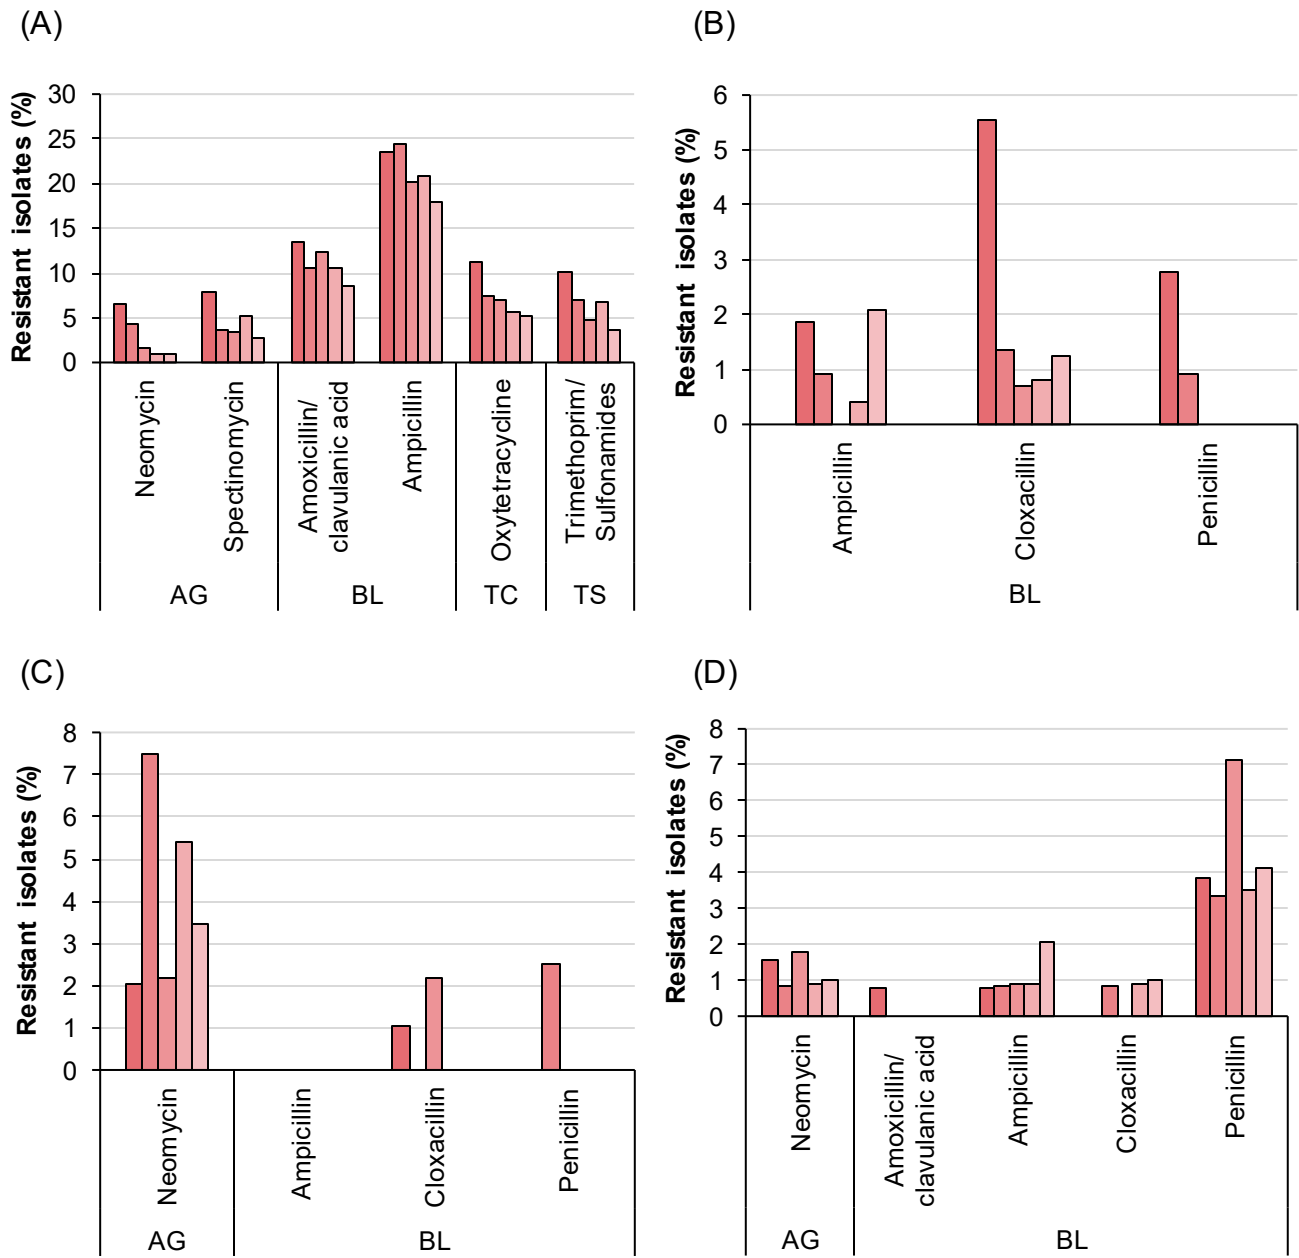 (A)
Resistant isolates (%)
30
25
20
15
10
5
0
Neomycin
Spectinomycin
Amoxicillin/
clavulanic acid
Ampicillin
Oxytetracycline
Trimethoprim/
Sulfonamides
AG
BL
TC
TS
(B)
Resistant isolates (%)
6
5
4
3
2
1
0
Ampicillin
Cloxacillin
Penicillin
BL
(C)
Resistant isolates (%)
8
7
6
5
4
3
2
1
0
Neomycin
Ampicillin
Cloxacillin
Penicillin
AG
BL
(D)
Resistant isolates (%)
8
7
6
5
4
3
2
1
0
Neomycin
Amoxicillin/
clavulanic acid
Ampicillin
Cloxacillin
Penicillin
AG
BL